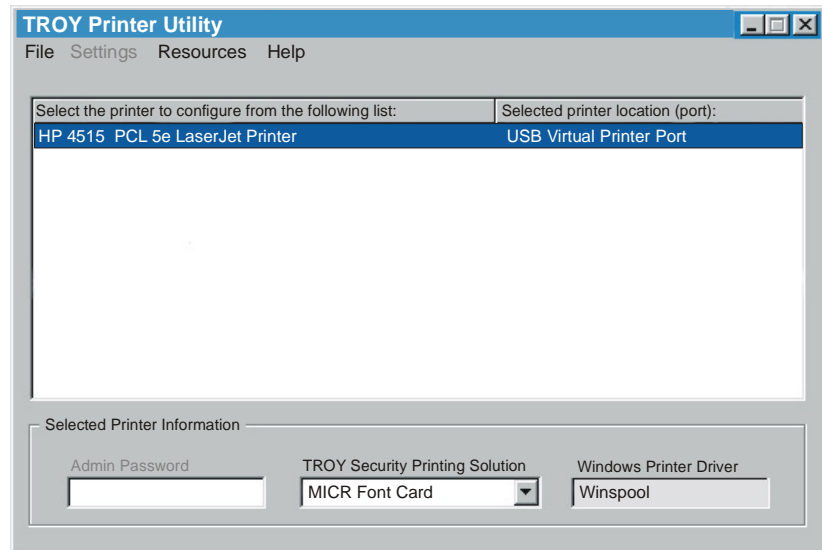 TROY Printer Utility
File Settings Resources Help
Select the printer to configure from the following list: Selected printer location (port):
HP 4515 PCL 5e LaserJet Printer USB Virtual Printer Port
Selected Printer Information
Admin Password TROY Security Printing Solution Windows Printer Driver
MICR Font Card Winspool